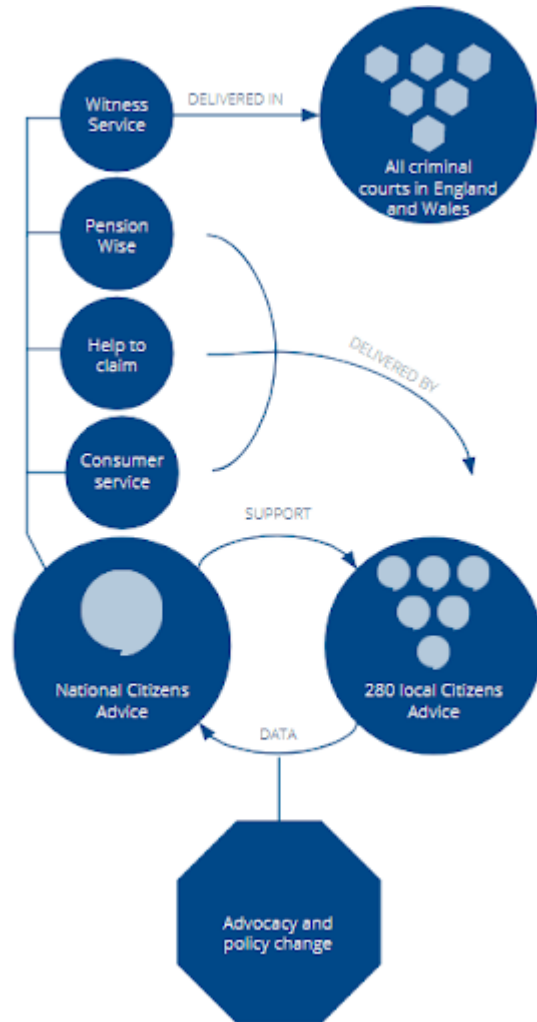 Witness
Service
DELIVERED IN
All criminal
courts in England
and Wales
Pension
Wise
Help to
claim
DELIVERED BY
Consumer
service
SUPPORT
National Citizens
Advice
280 local Citizens
Advice
DATA
Advocacy and
policy change